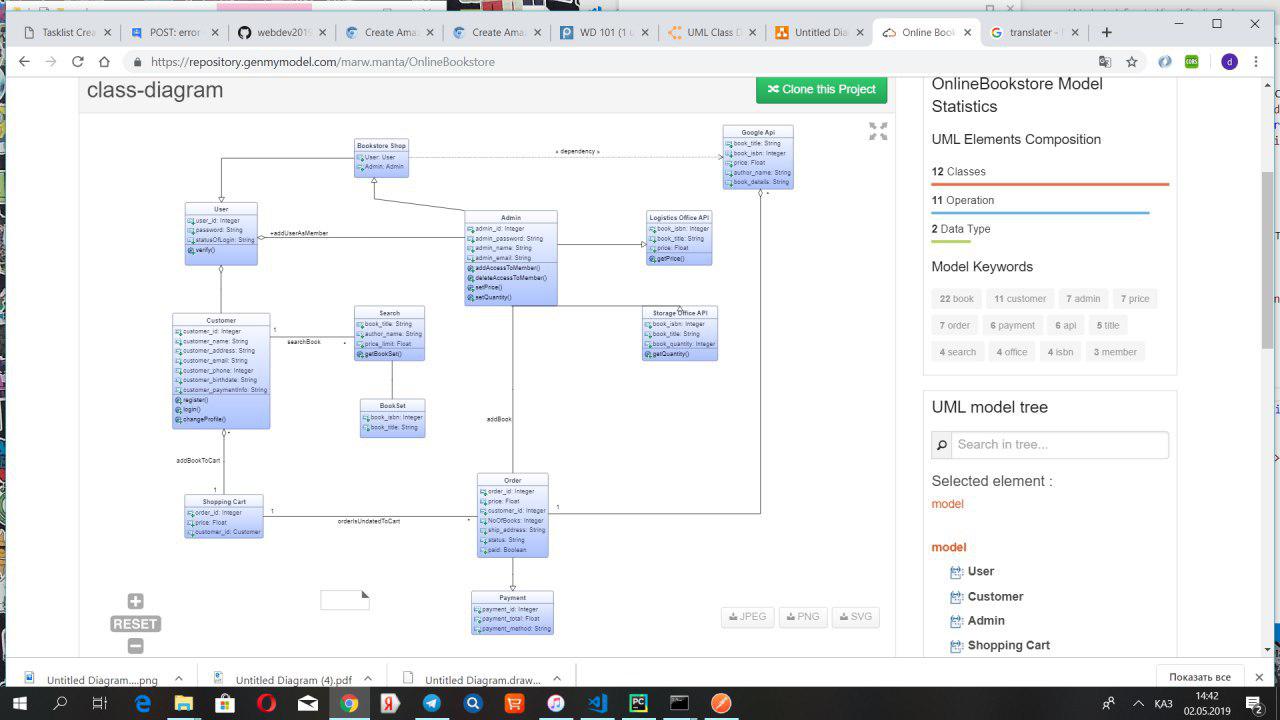 Tasklist Cr
POST: error
webdev2019
Create Ama
Create Ama
WD 101 (1 u
UML Class D
Untitled Dia
Online Book
translater -
https://repository.genmymodel.com/marw.manta/OnlineBookstore
d
class-diagram
Clone this Project
Bookstore Shop
User: User
Admin: Admin
« dependency »
Google Api
book_title: String
book_isbn: Integer
price: Float
author_name: String
book_details: String
*
User
user_id: Integer
password: String
statusOfLogin: String
verify()
+addUserAsMember
Admin
admin_id: Integer
admin_password: String
admin_name: String
admin_email: String
addAccessToMember()
deleteAccessToMember()
setPrice()
setQuantity()
Logistics Office API
book_isbn: Integer
book_title: String
price: Float
getPrice()
Customer
customer_id: Integer
customer_name: String
customer_address: String
customer_email: String
customer_phone: Integer
customer_birthdate: String
customer_paymentInfo: String
register()
login()
changeProfile()
1
searchBook
*
Search
book_title: String
author_name: String
price_limit: Float
getBookSet()
Storage Office API
book_isbn: Integer
book_title: String
book_quantity: Integer
getQuantity()
BookSet
book_isbn: Integer
book_title: String
addBook
*
addBookToCart
1
Shopping Cart
order_id: Integer
price: Float
customer_id: Customer
1
orderIsUndatedToCart
*
Order
order_id: Integer
price: Float
customer_id: Integer
NoOfBooks: Integer
ship_address: String
status: String
paid: Boolean
1
Payment
payment_id: Integer
payment_total: Float
payment_method: String
RESET
JPEG
PNG
SVG
OnlineBookstore Model
Statistics
UML Elements Composition
12 Classes
11 Operation
2 Data Type
Model Keywords
22 book
11 customer
7 admin
7 price
7 order
6 payment
6 api
5 title
4 search
4 office
4 isbn
3 member
UML model tree
Search in tree...
Selected element :
model
model
User
Customer
Admin
Shopping Cart
Untitled Diagram....png
Untitled Diagram (4).pdf
Untitled Diagram.draw...
Показать все
ҚАЗ
14:42
02.05.2019
2